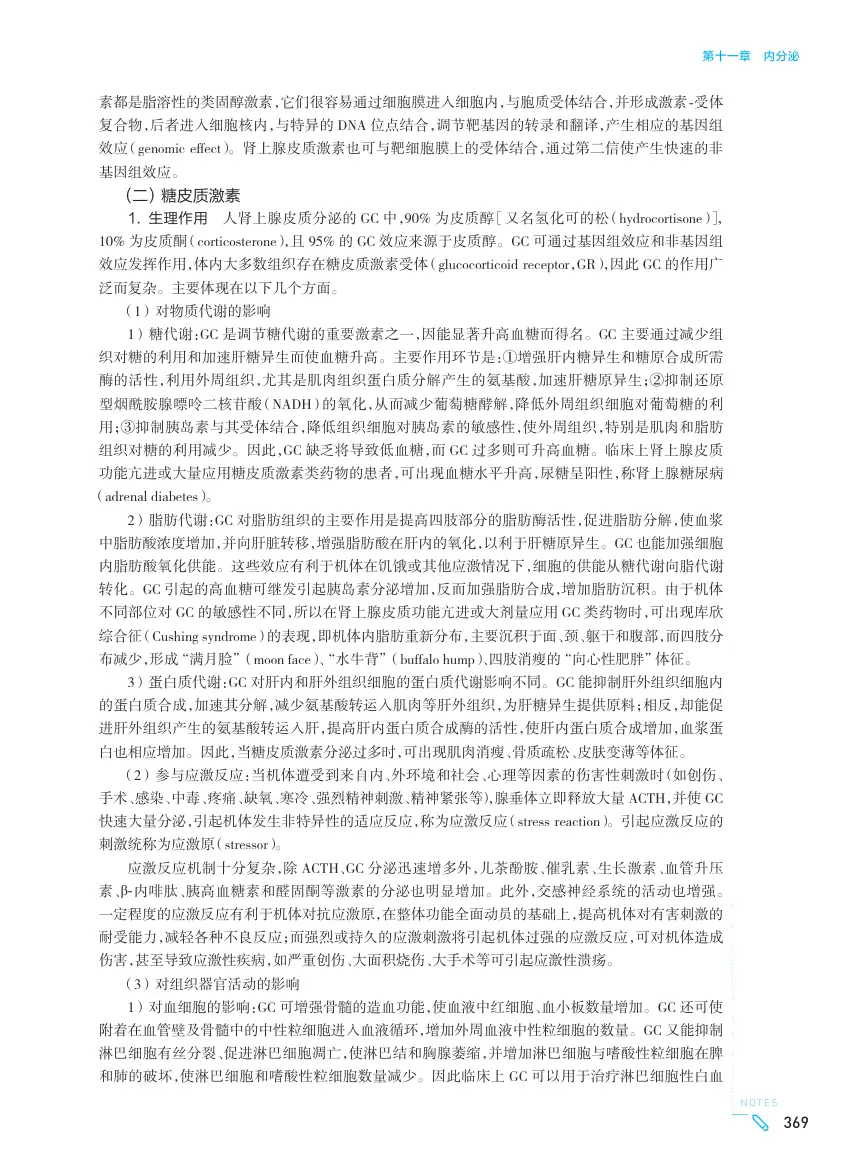 第十一章 内分泌
素都是脂溶性的类固醇激素,它们很容易通过细胞膜进入细胞内,与胞质受体结合,并形成激素-受体
复合物,后者进入细胞核内,与特异的 DNA 位点结合,调节靶基因的转录和翻译,产生相应的基因组
效应(genomic effect)。肾上腺皮质激素也可与靶细胞膜上的受体结合,通过第二信使产生快速的非
基因组效应。
(二)糖皮质激素
1. 生理作用 人肾上腺皮质分泌的 GC 中,90% 为皮质醇[ 又名氢化可的松(hydrocortisone)],
10% 为皮质酮(corticosterone),且 95% 的 GC 效应来源于皮质醇。GC 可通过基因组效应和非基因组
效应发挥作用,体内大多数组织存在糖皮质激素受体(glucocorticoid receptor,GR),因此 GC 的作用广
泛而复杂。主要体现在以下几个方面。
(1)对物质代谢的影响
1)糖代谢:GC 是调节糖代谢的重要激素之一,因能显著升高血糖而得名。GC 主要通过减少组
织对糖的利用和加速肝糖异生而使血糖升高。主要作用环节是:①增强肝内糖异生和糖原合成所需
酶的活性,利用外周组织,尤其是肌肉组织蛋白质分解产生的氨基酸,加速肝糖原异生;②抑制还原
型烟酰胺腺嘌呤二核苷酸(NADH)的氧化,从而减少葡萄糖酵解,降低外周组织细胞对葡萄糖的利
用;③抑制胰岛素与其受体结合,降低组织细胞对胰岛素的敏感性,使外周组织,特别是肌肉和脂肪
组织对糖的利用减少。因此,GC 缺乏将导致低血糖,而 GC 过多则可升高血糖。临床上肾上腺皮质
功能亢进或大量应用糖皮质激素类药物的患者,可出现血糖水平升高,尿糖呈阳性,称肾上腺糖尿病
(adrenal diabetes)。
2)脂肪代谢:GC 对脂肪组织的主要作用是提高四肢部分的脂肪酶活性,促进脂肪分解,使血浆
中脂肪酸浓度增加,并向肝脏转移,增强脂肪酸在肝内的氧化,以利于肝糖原异生。GC 也能加强细胞
内脂肪酸氧化供能。这些效应有利于机体在饥饿或其他应激情况下,细胞的供能从糖代谢向脂代谢
转化。GC 引起的高血糖可继发引起胰岛素分泌增加,反而加强脂肪合成,增加脂肪沉积。由于机体
不同部位对 GC 的敏感性不同,所以在肾上腺皮质功能亢进或大剂量应用 GC 类药物时,可出现库欣
综合征(Cushing syndrome)的表现,即机体内脂肪重新分布,主要沉积于面、颈、躯干和腹部,而四肢分
布减少,形成“满月脸”(moon face)、“水牛背”(buffalo hump)、四肢消瘦的“向心性肥胖”体征。
3)蛋白质代谢:GC 对肝内和肝外组织细胞的蛋白质代谢影响不同。GC 能抑制肝外组织细胞内
的蛋白质合成,加速其分解,减少氨基酸转运入肌肉等肝外组织,为肝糖异生提供原料;相反,却能促
进肝外组织产生的氨基酸转运入肝,提高肝内蛋白质合成酶的活性,使肝内蛋白质合成增加,血浆蛋
白也相应增加。因此,当糖皮质激素分泌过多时,可出现肌肉消瘦、骨质疏松、皮肤变薄等体征。
(2)参与应激反应:当机体遭受到来自内、外环境和社会、心理等因素的伤害性刺激时(如创伤、
手术、感染、中毒、疼痛、缺氧、寒冷、强烈精神刺激、精神紧张等),腺垂体立即释放大量 ACTH,并使 GC
快速大量分泌,引起机体发生非特异性的适应反应,称为应激反应(stress reaction)。引起应激反应的
刺激统称为应激原(stressor)。
应激反应机制十分复杂,除 ACTH、GC 分泌迅速增多外,儿茶酚胺、催乳素、生长激素、血管升压
素、β-内啡肽、胰高血糖素和醛固酮等激素的分泌也明显增加。此外,交感神经系统的活动也增强。
一定程度的应激反应有利于机体对抗应激原,在整体功能全面动员的基础上,提高机体对有害刺激的
耐受能力,减轻各种不良反应;而强烈或持久的应激刺激将引起机体过强的应激反应,可对机体造成
伤害,甚至导致应激性疾病,如严重创伤、大面积烧伤、大手术等可引起应激性溃疡。
(3)对组织器官活动的影响
1)对血细胞的影响:GC 可增强骨髓的造血功能,使血液中红细胞、血小板数量增加。GC 还可使
附着在血管壁及骨髓中的中性粒细胞进入血液循环,增加外周血液中性粒细胞的数量。GC 又能抑制
淋巴细胞有丝分裂、促进淋巴细胞凋亡,使淋巴结和胸腺萎缩,并增加淋巴细胞与嗜酸性粒细胞在脾
和肺的破坏,使淋巴细胞和嗜酸性粒细胞数量减少。因此临床上 GC 可以用于治疗淋巴细胞性白血
NOTES
369